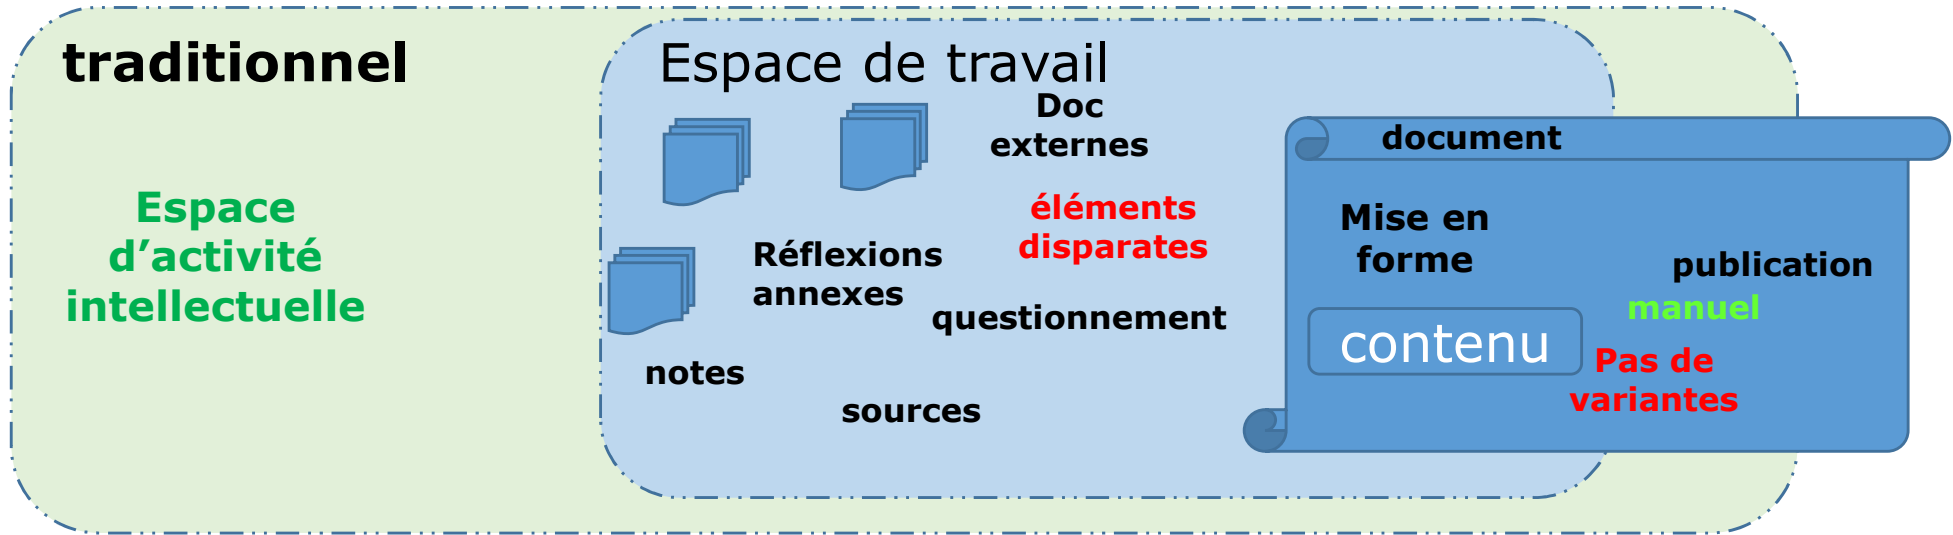 traditionnel
Espace
d’activité
intellectuelle
Espace de travail
Doc
externes
éléments
disparates
Réflexions
annexes
questionnement
notes
sources
document
Mise en
forme
contenu
publication
manuel
Pas de
variantes